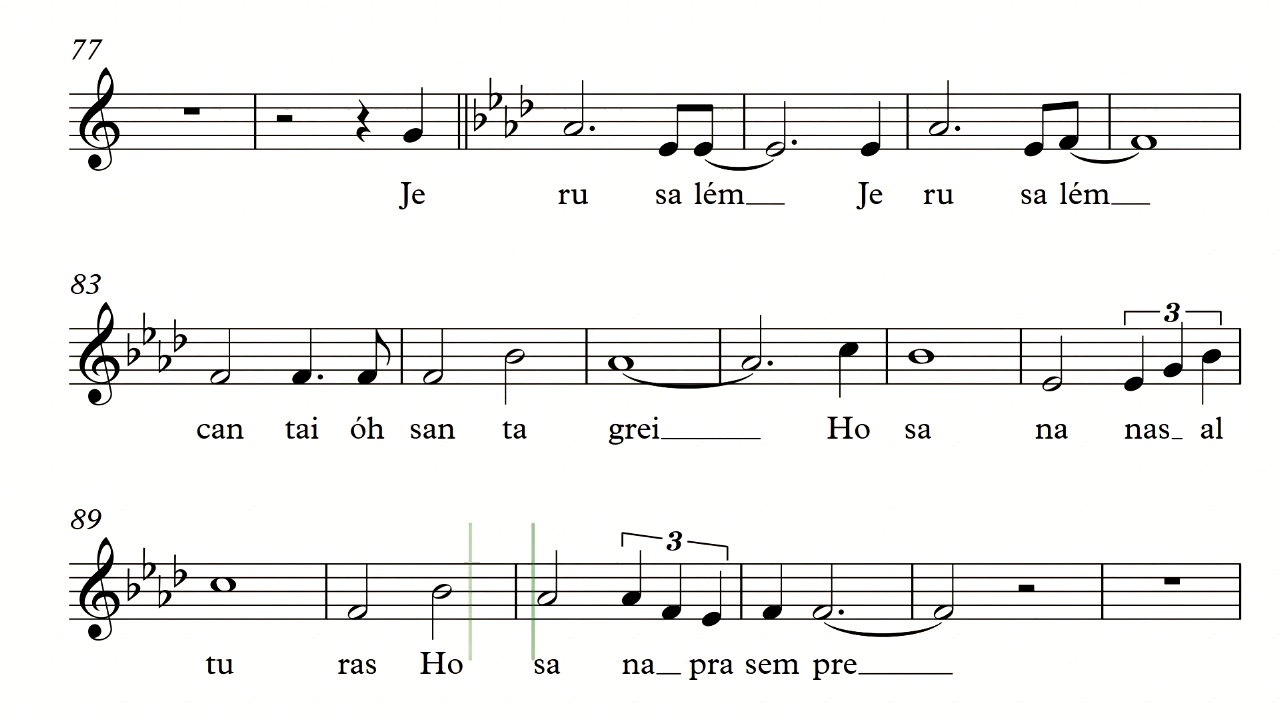 77
Je ru sa lém Je ru sa lém
83
3
can tai óh san ta grei Ho sa na nas al
89
3
tu ras Ho sa na pra sem pre